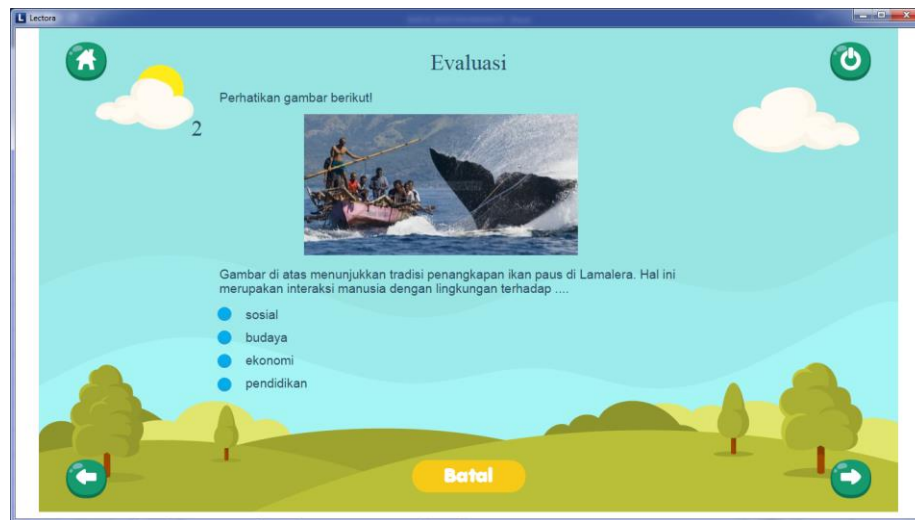 Lectora
Evaluasi
Perhatikan gambar berikut!
2
Gambar di atas menunjukkan tradisi penangkapan ikan paus di Lamalera. Hal ini
merupakan interaksi manusia dengan lingkungan terhadap ....
sosial
budaya
ekonomi
pendidikan
Batal